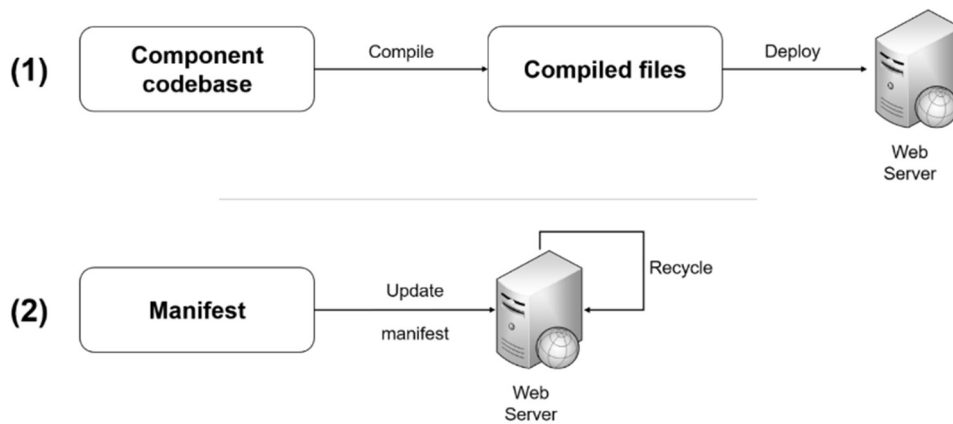 (1)
Component
codebase
Compile
Compiled files
Deploy
Web
Server
(2)
Manifest
Update
manifest
Recycle
Web
Server